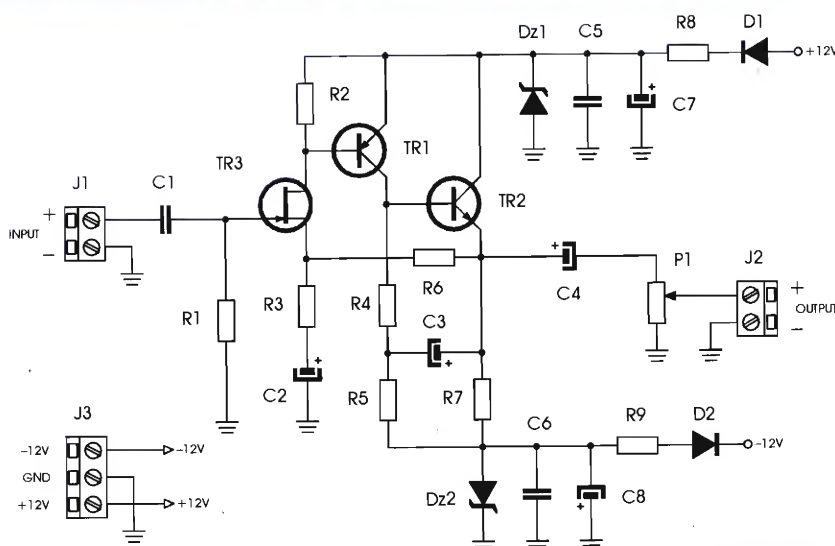 Dz1
C5
R8
D1
+12V
R2
+
C7
TR1
TR3
J1
C1
TR2
+
INPUT
−
+
P1
J2
+
OUTPUT
−
R6
C4
R3
R4
R1
C3
+
+
C2
R5
R7
C6
R9
D2
−12V
J3
−12V
−12V
GND
+12V
+12V
Dz2
+
C8